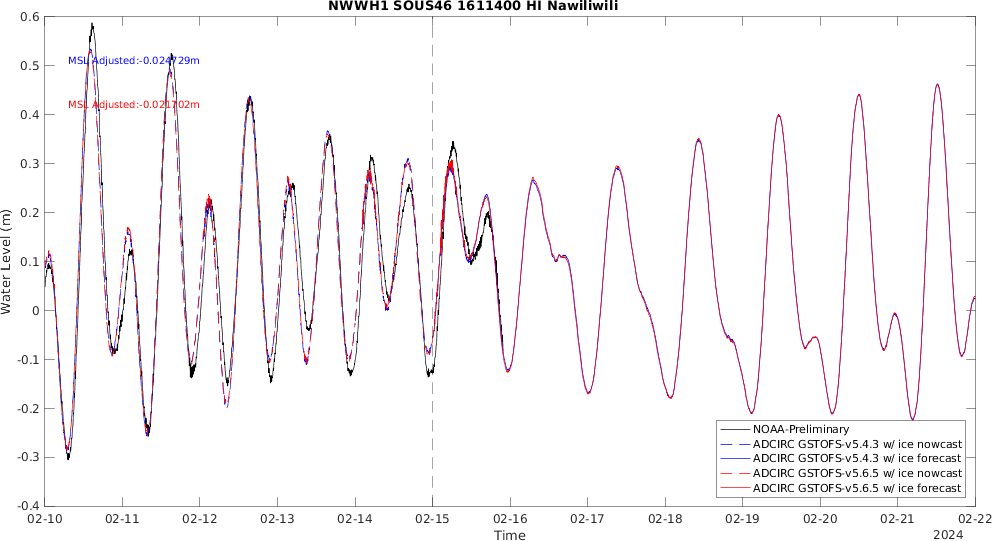 NWWH1 SOUS46 1611400 HI Nawiliwili
Water Level (m)
0.6
0.5
0.4
0.3
0.2
0.1
0
-0.1
-0.2
-0.3
-0.4
MSL Adjusted:-0.024729m
MSL Adjusted:-0.021702m
NOAA-Preliminary
ADCIRC GSTOFS-v5.4.3 w/ ice nowcast
ADCIRC GSTOFS-v5.4.3 w/ ice forecast
ADCIRC GSTOFS-v5.6.5 w/ ice nowcast
ADCIRC GSTOFS-v5.6.5 w/ ice forecast
02-10 02-11 02-12 02-13 02-14 02-15 02-16 02-17 02-18 02-19 02-20 02-21 02-22
Time
2024